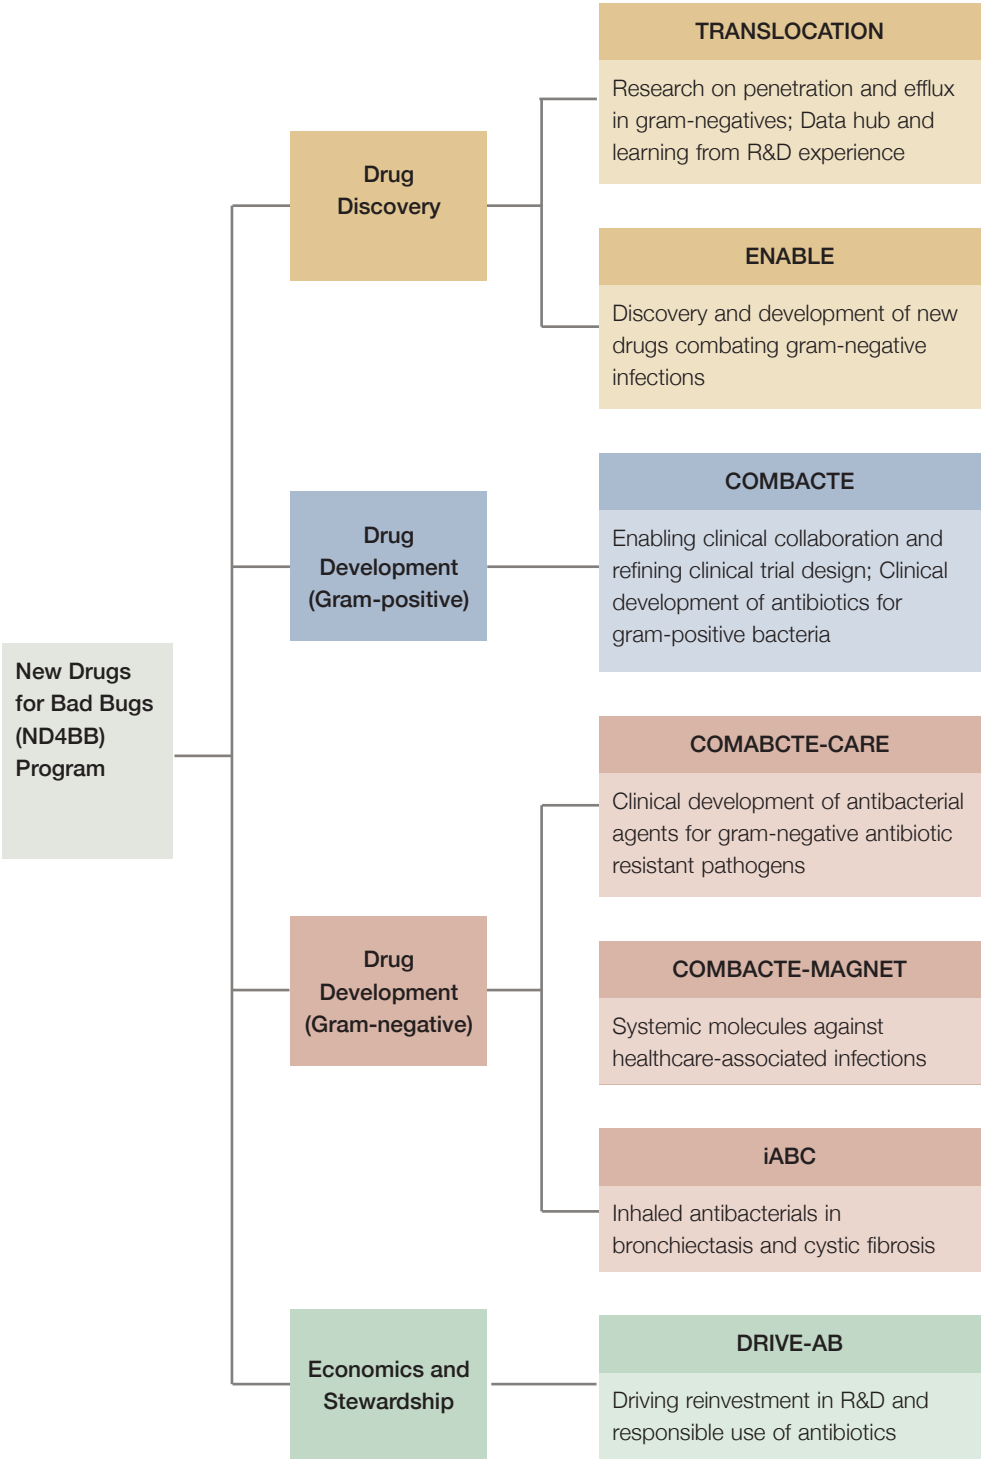 New Drugs
for Bad Bugs
(ND4BB)
Program
Drug
Discovery
TRANSLOCATION
Research on penetration and efflux
in gram-negatives; Data hub and
learning from R&D experience
ENABLE
Discovery and development of new
drugs combating gram-negative
infections
Drug
Development
(Gram-positive)
COMBACTE
Enabling clinical collaboration and
refining clinical trial design; Clinical
development of antibiotics for
gram-positive bacteria
Drug
Development
(Gram-negative)
COMABCTE-CARE
Clinical development of antibacterial
agents for gram-negative antibiotic
resistant pathogens
COMBACTE-MAGNET
Systemic molecules against
healthcare-associated infections
iABC
Inhaled antibacterials in
bronchiectasis and cystic fibrosis
Economics and
Stewardship
DRIVE-AB
Driving reinvestment in R&D and
responsible use of antibiotics